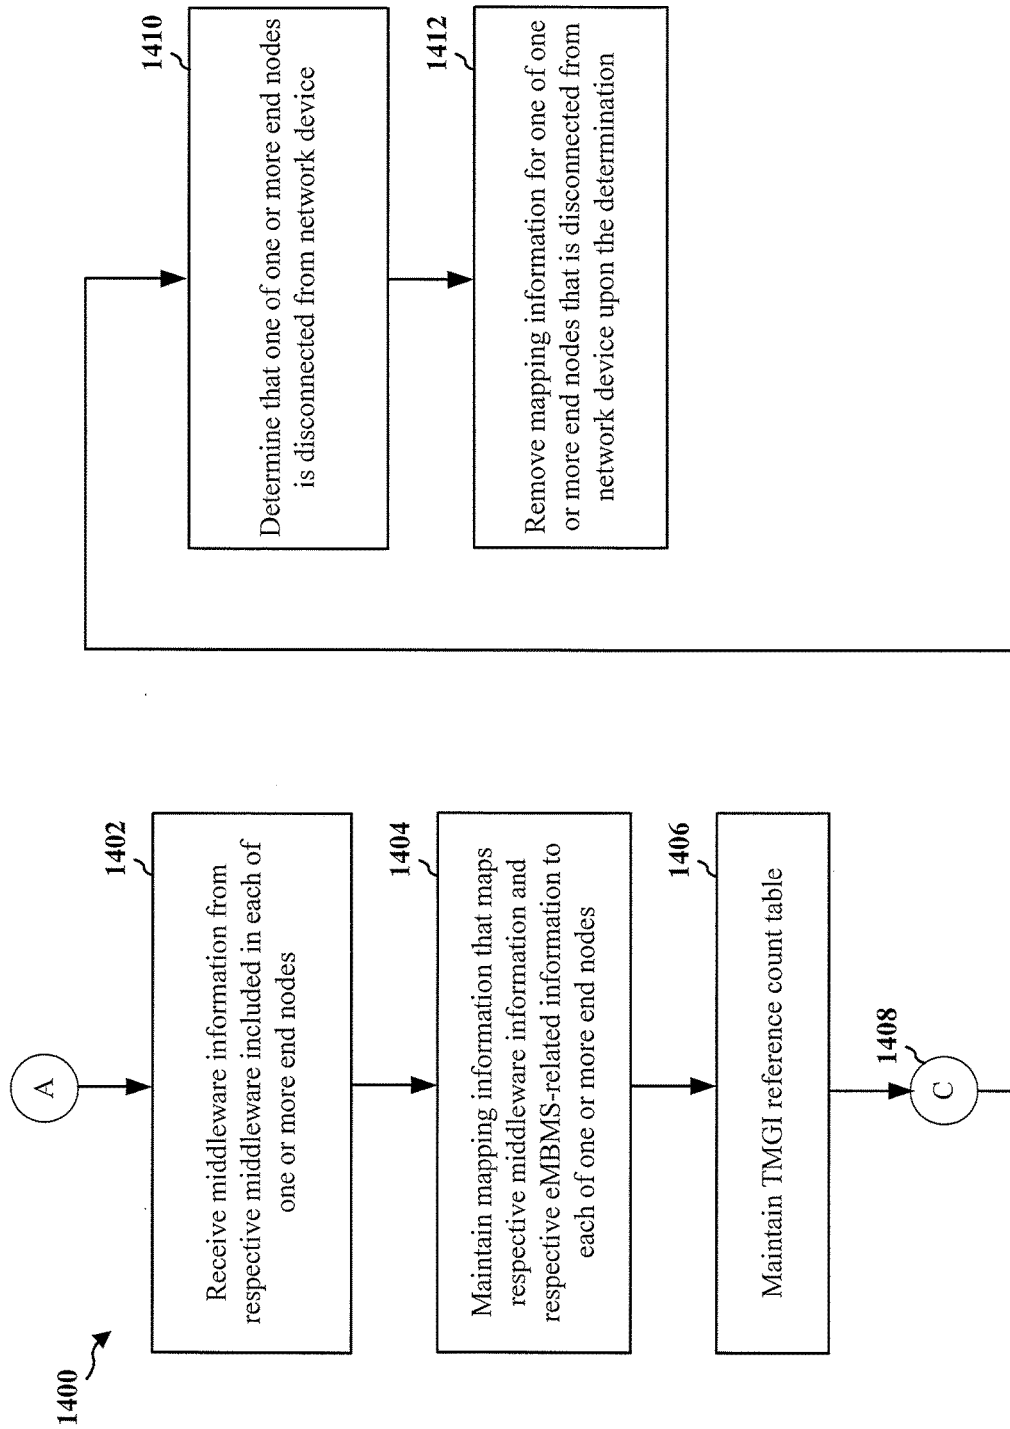 1400
A
1402
Receive middleware information from
respective middleware included in each of
one or more end nodes
1404
Maintain mapping information that maps
respective middleware information and
respective eMBMS-related information to
each of one or more end nodes
1406
Maintain TMGI reference count table
1408
C
1410
Determine that one of one or more end nodes
is disconnected from network device
1412
Remove mapping information for one of one
or more end nodes that is disconnected from
network device upon the determination